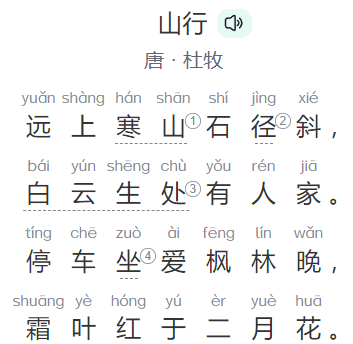 山行
唐 · 杜牧
yuǎn shàng hán shān shí jìng xié
远上寒山①石径②斜，
bái yún shēng chù yǒu rén jiā
白云生处③有人家。
tíng chē zuò ài fēng lín wǎn
停车坐④爱枫林晚，
shuāng yè hóng yú èr yuè huā
霜叶红于二月花。